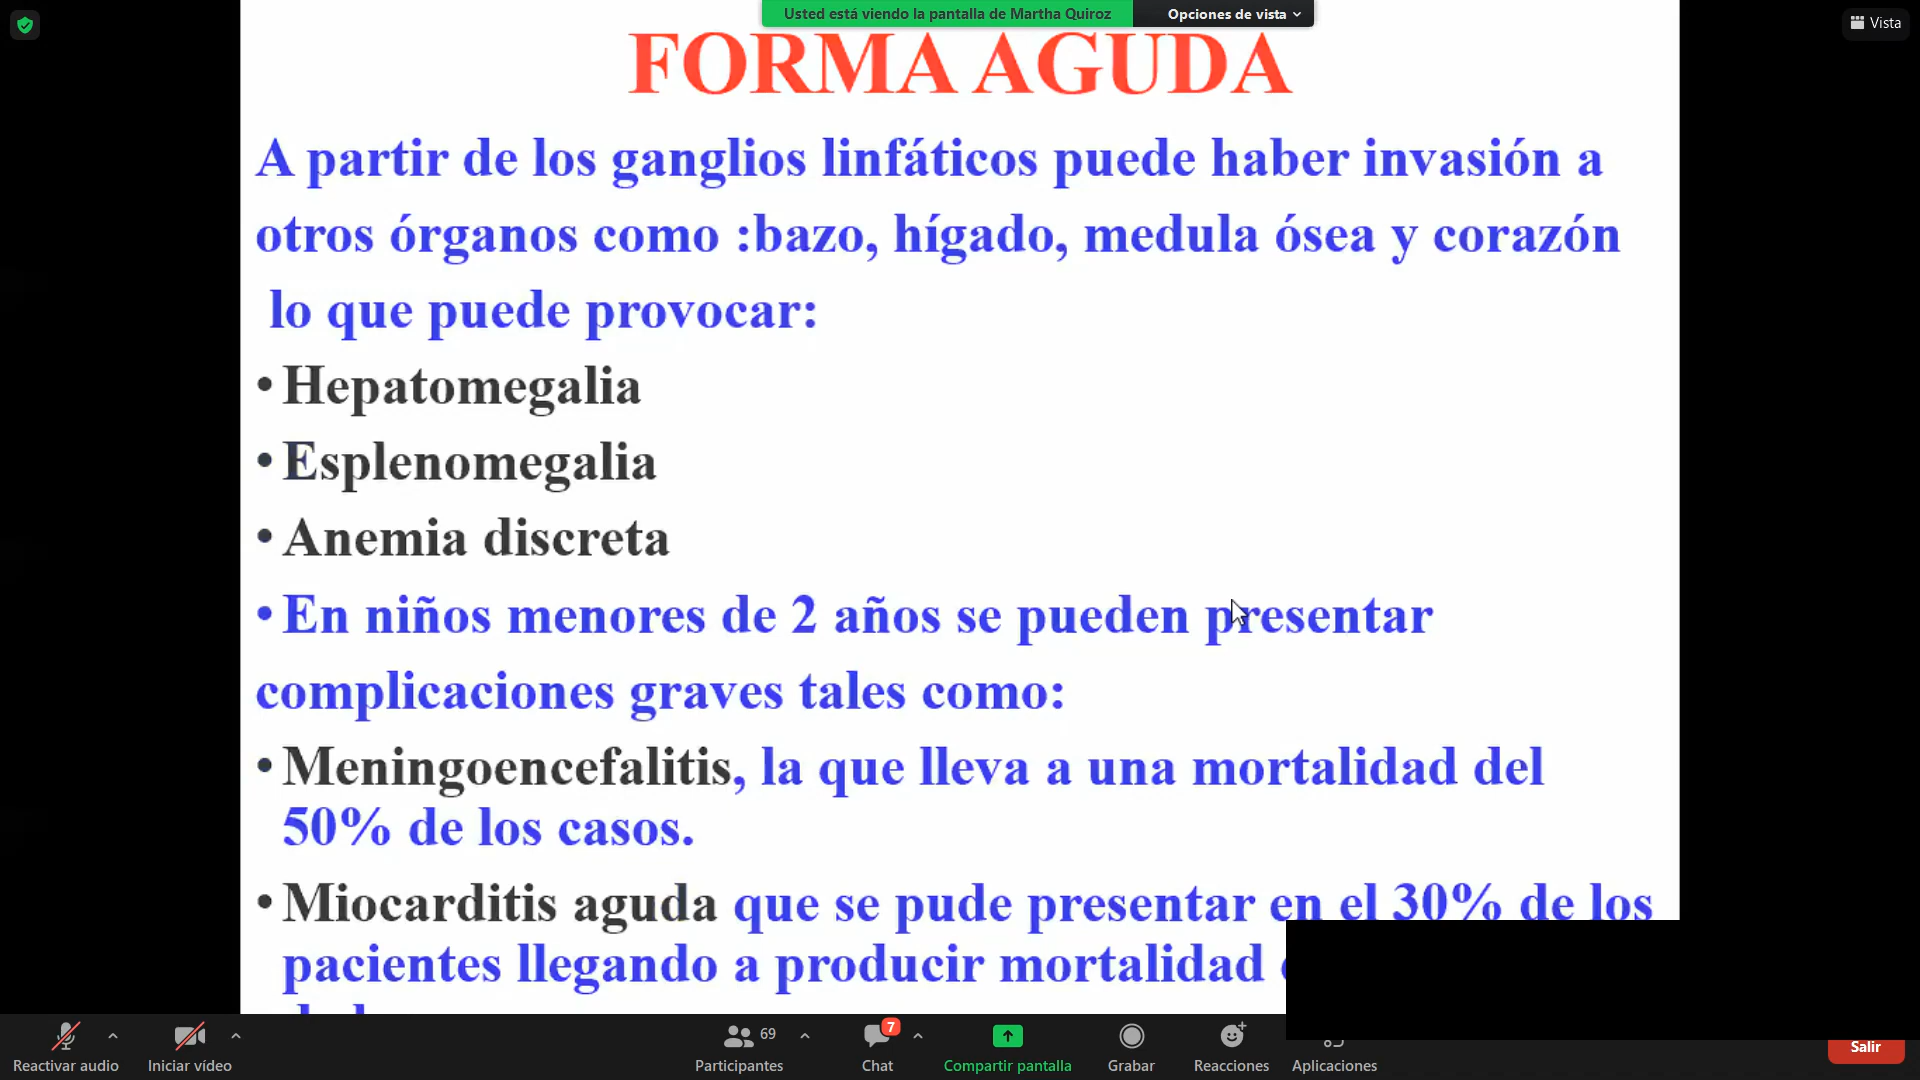 Usted está viendo la pantalla de Martha Quiroz
Opciones de vista
Vista
FORMA AGUDA
A partir de los ganglios linfáticos puede haber invasión a
otros órganos como :bazo, hígado, medula ósea y corazón
lo que puede provocar:
• Hepatomegalia
• Esplenomegalia
• Anemia discreta
• En niños menores de 2 años se pueden presentar
complicaciones graves tales como:
• Meningoencefalitis, la que lleva a una mortalidad del
50% de los casos.
• Miocarditis aguda que se pude presentar en el 30% de los
pacientes llegando a producir mortalidad
69
7
Reactivar audio
Iniciar vídeo
Participantes
Chat
Compartir pantalla
Grabar
Reacciones
Aplicaciones
Salir